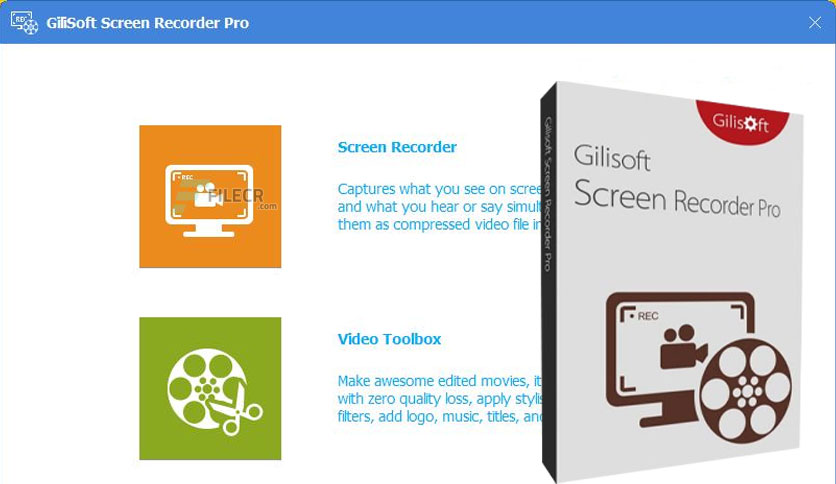 GiliSoft Screen Recorder Pro
REC
FILECR
.com
Screen Recorder
Captures what you see on scree
and what you hear or say simult
them as compressed video file in
Video Toolbox
Make awesome edited movies, it
with zero quality loss, apply stylis
filters, add logo, music, titles, and
Gilisoft Screen Recorder Pro
Gilisoft
Gilisoft
Screen Recorder Pro
REC